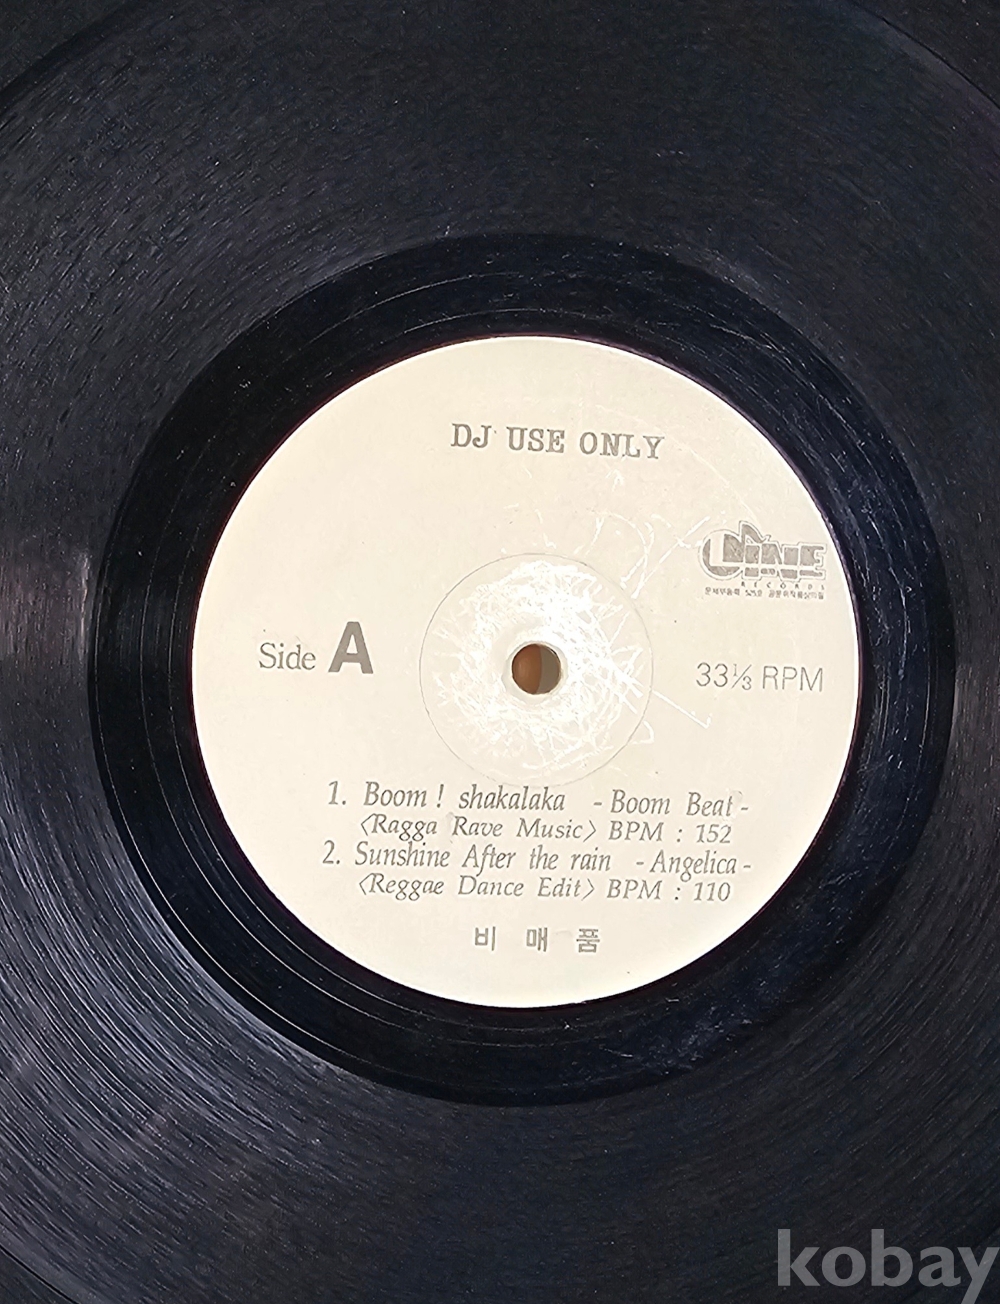 DJ USE ONLY
LINE
RECORDS
Side A
33⅓ RPM
1. Boom! shakalaka - Boom Beat -
〈Ragga Rave Music〉 BPM : 152
2. Sunshine After the rain - Angelica -
〈Reggae Dance Edit〉 BPM : 110
비 매 품
kobay